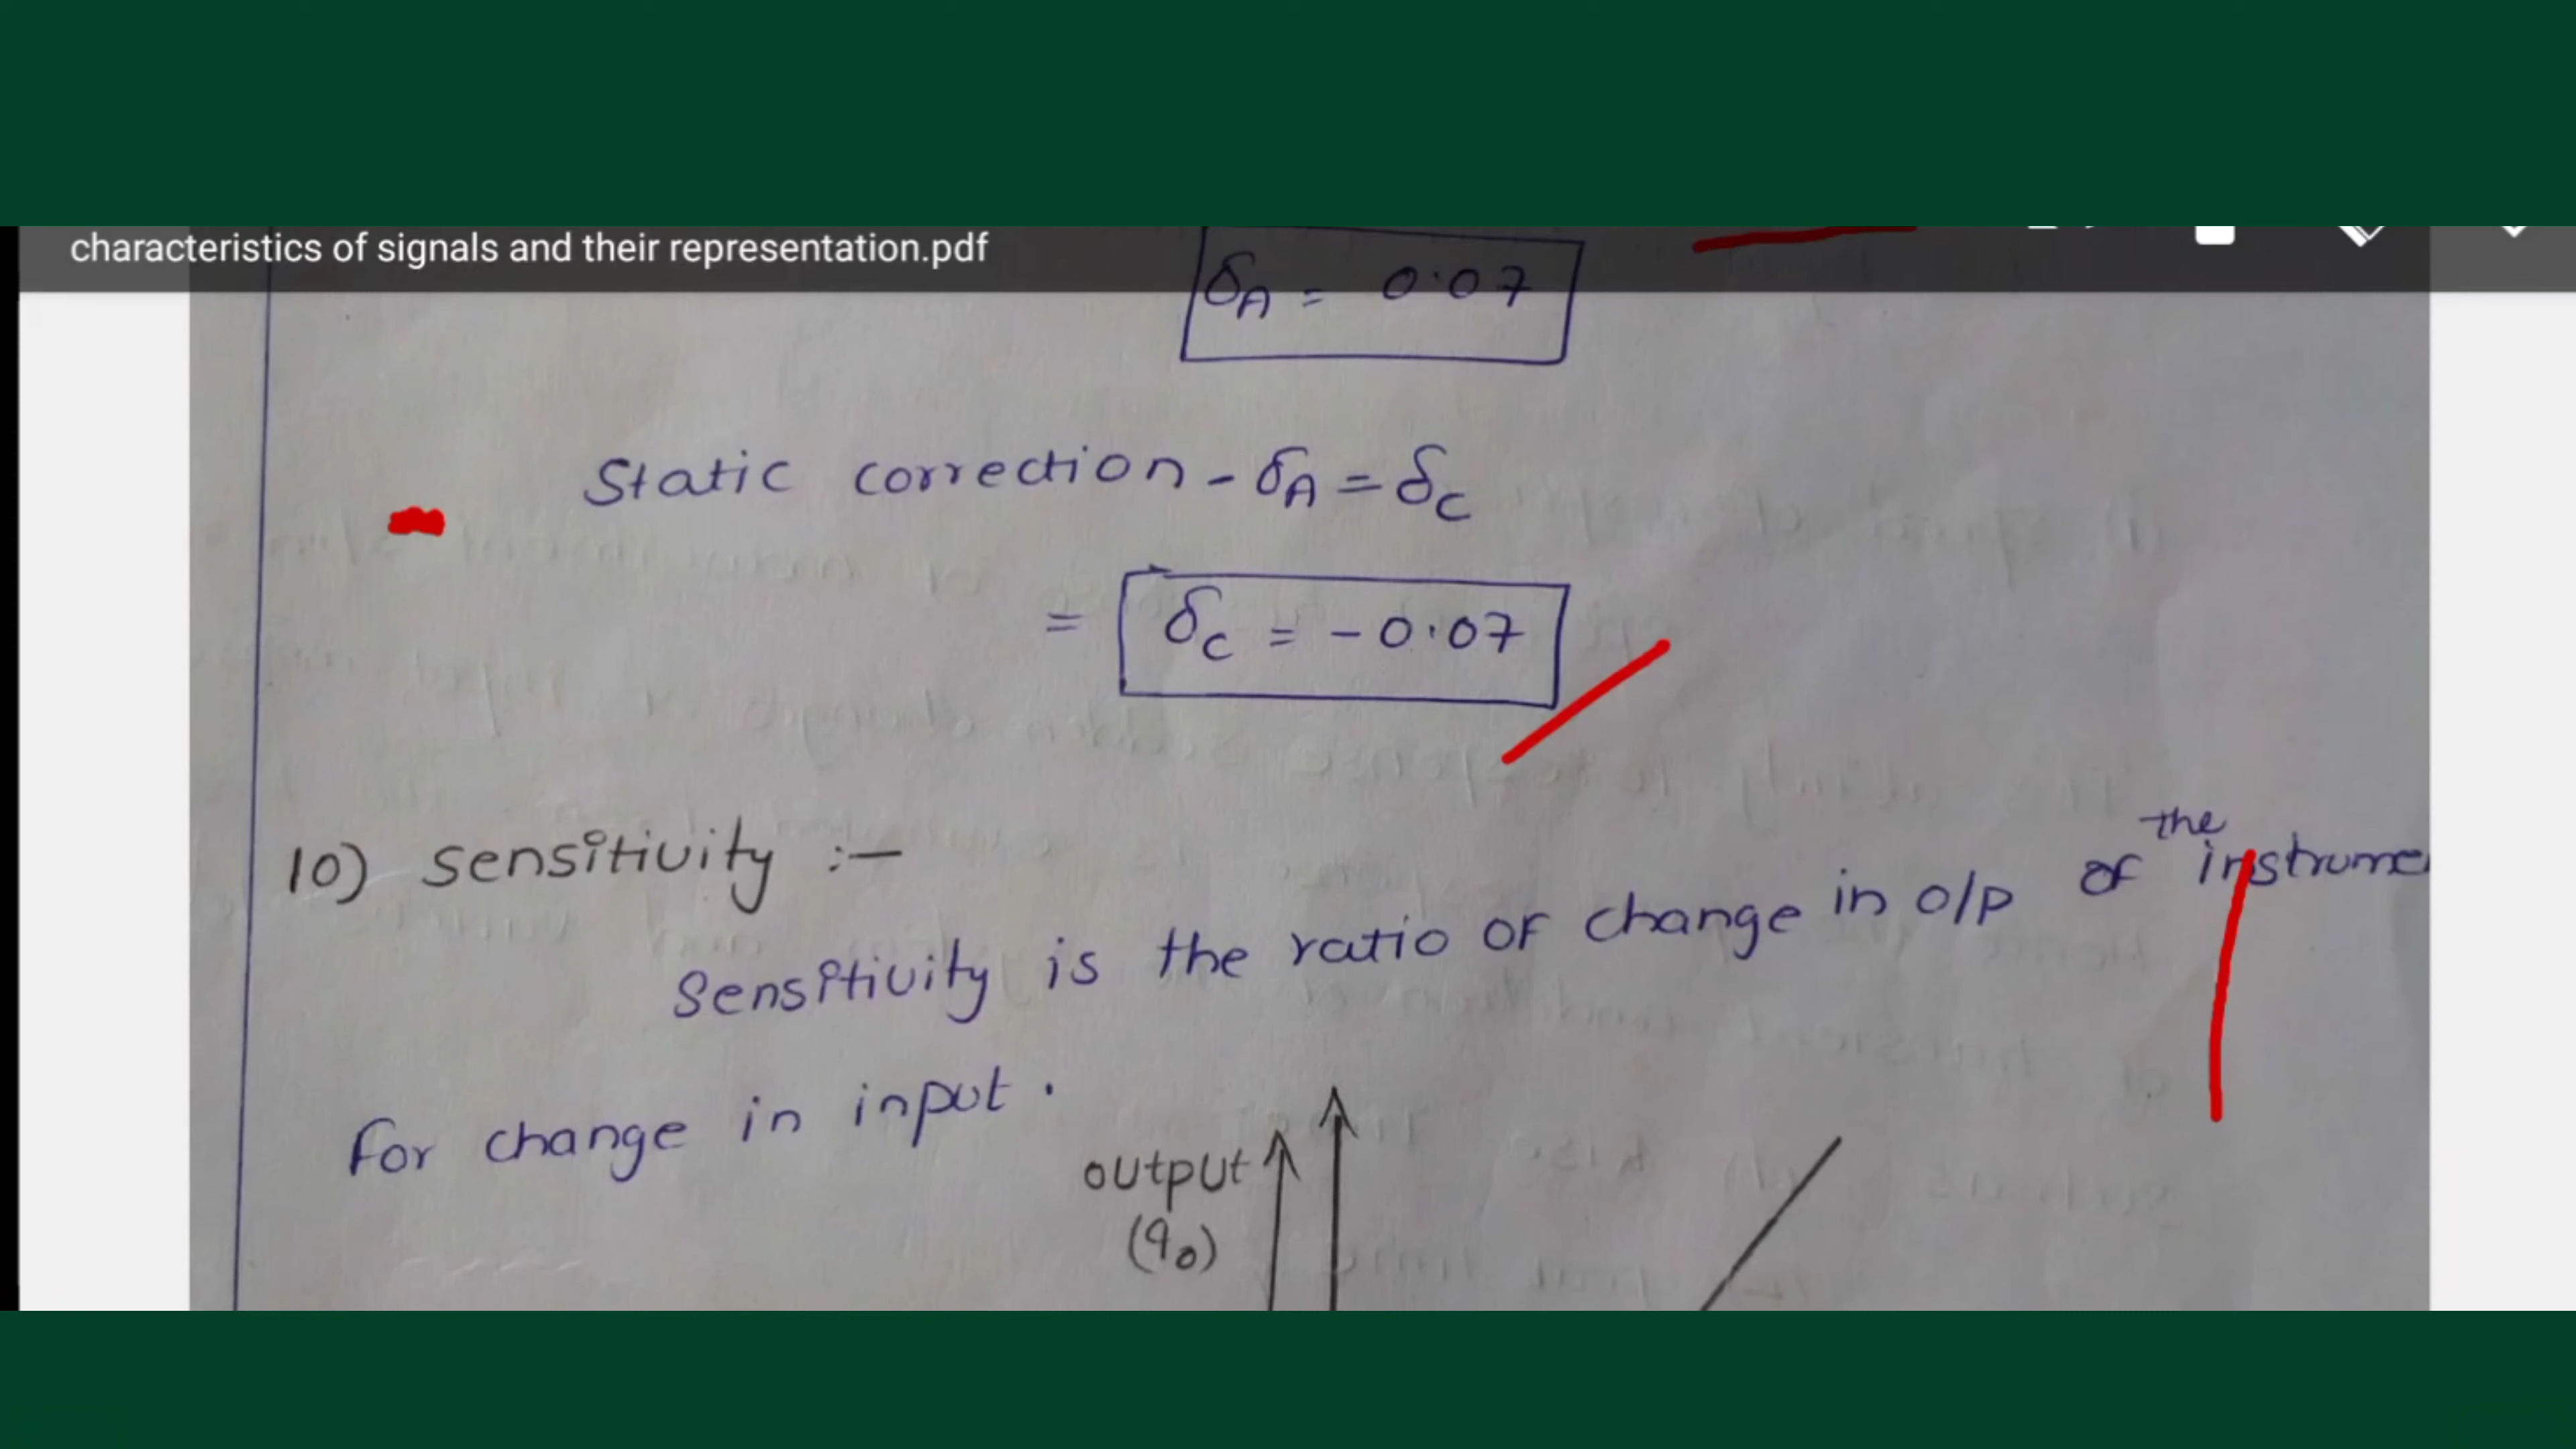 characteristics of signals and their representation.pdf
δA = 0.07
Static correction - δA = δC
= δC = -0.07
10) Sensitivity :-
Sensitivity is the ratio of change in o/p of the instrume
for change in input.
output
(q0)